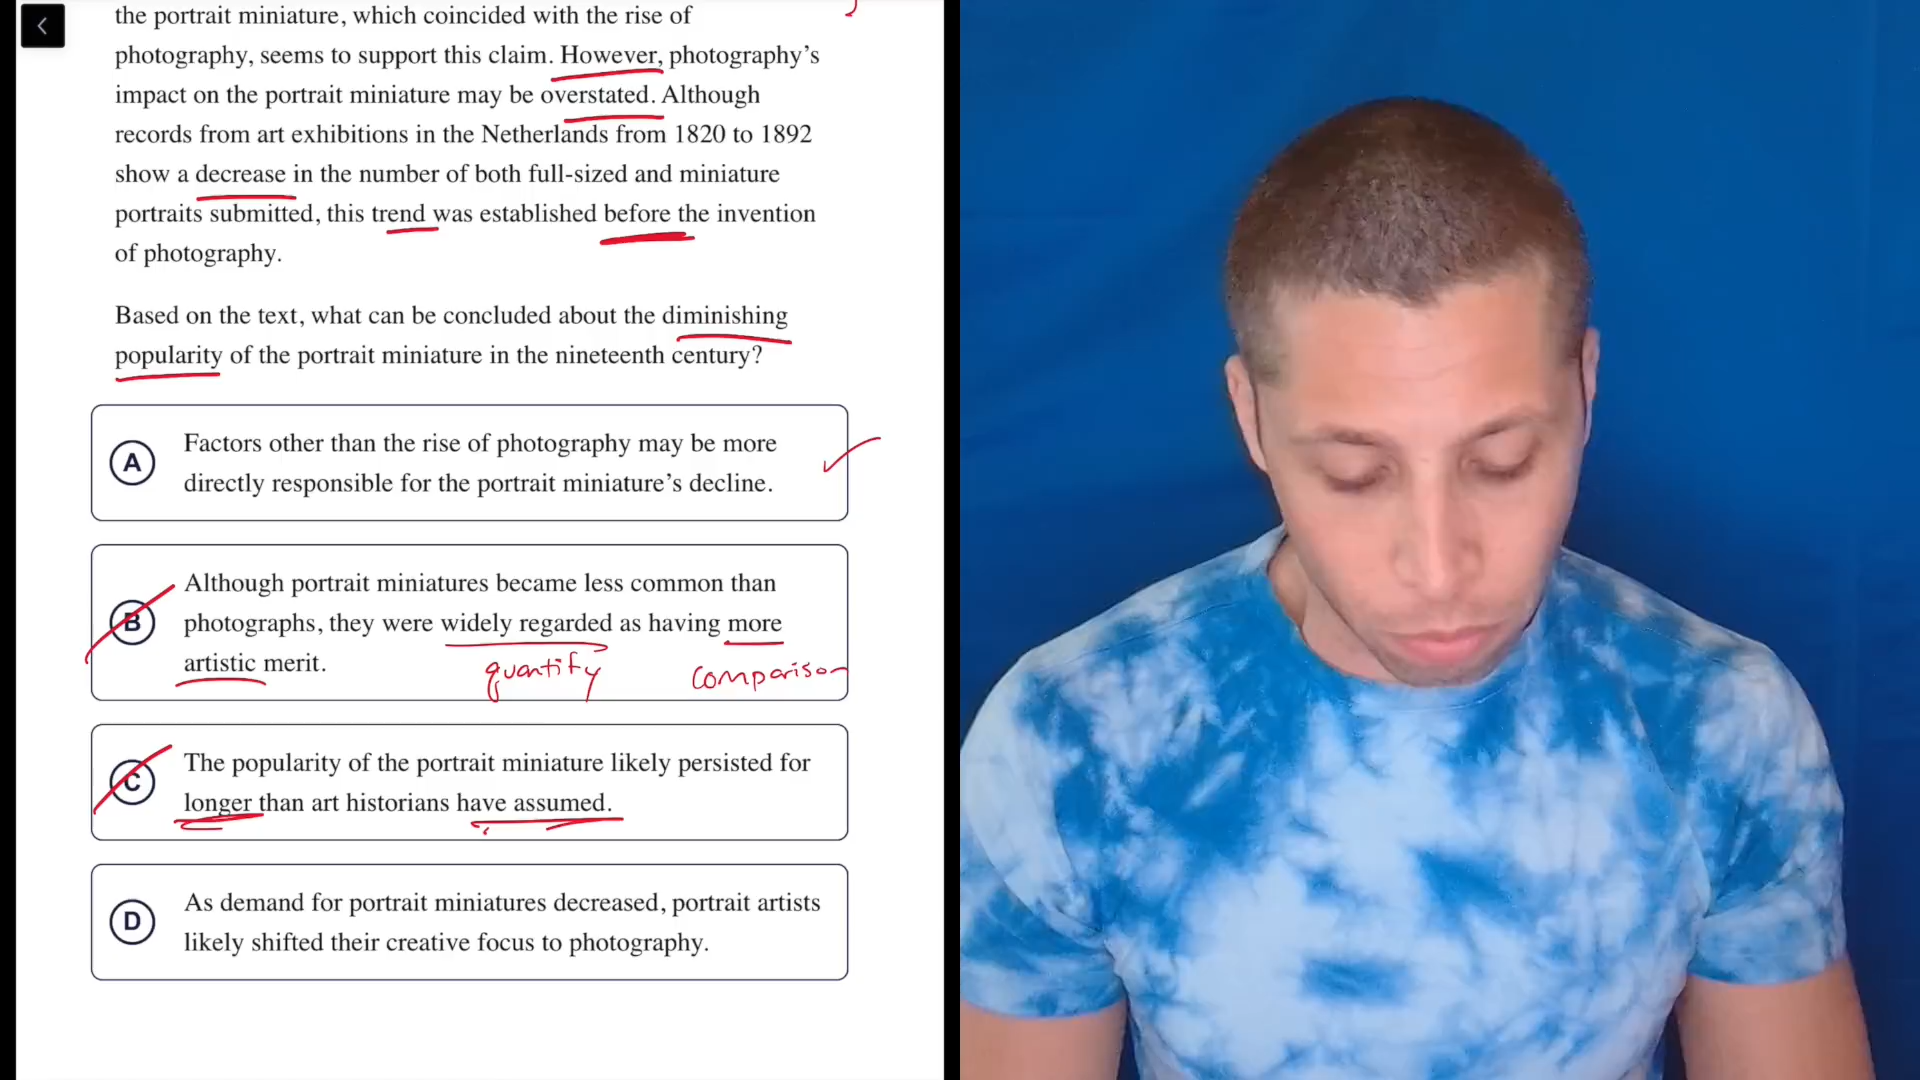 the portrait miniature, which coincided with the rise of
photography, seems to support this claim. However, photography's
impact on the portrait miniature may be overstated. Although
records from art exhibitions in the Netherlands from 1820 to 1892
show a decrease in the number of both full-sized and miniature
portraits submitted, this trend was established before the invention
of photography.
Based on the text, what can be concluded about the diminishing
popularity of the portrait miniature in the nineteenth century?
A
Factors other than the rise of photography may be more
directly responsible for the portrait miniature's decline.
B
Although portrait miniatures became less common than
photographs, they were widely regarded as having more
artistic merit.
quantify comparison
C
The popularity of the portrait miniature likely persisted for
longer than art historians have assumed.
D
As demand for portrait miniatures decreased, portrait artists
likely shifted their creative focus to photography.